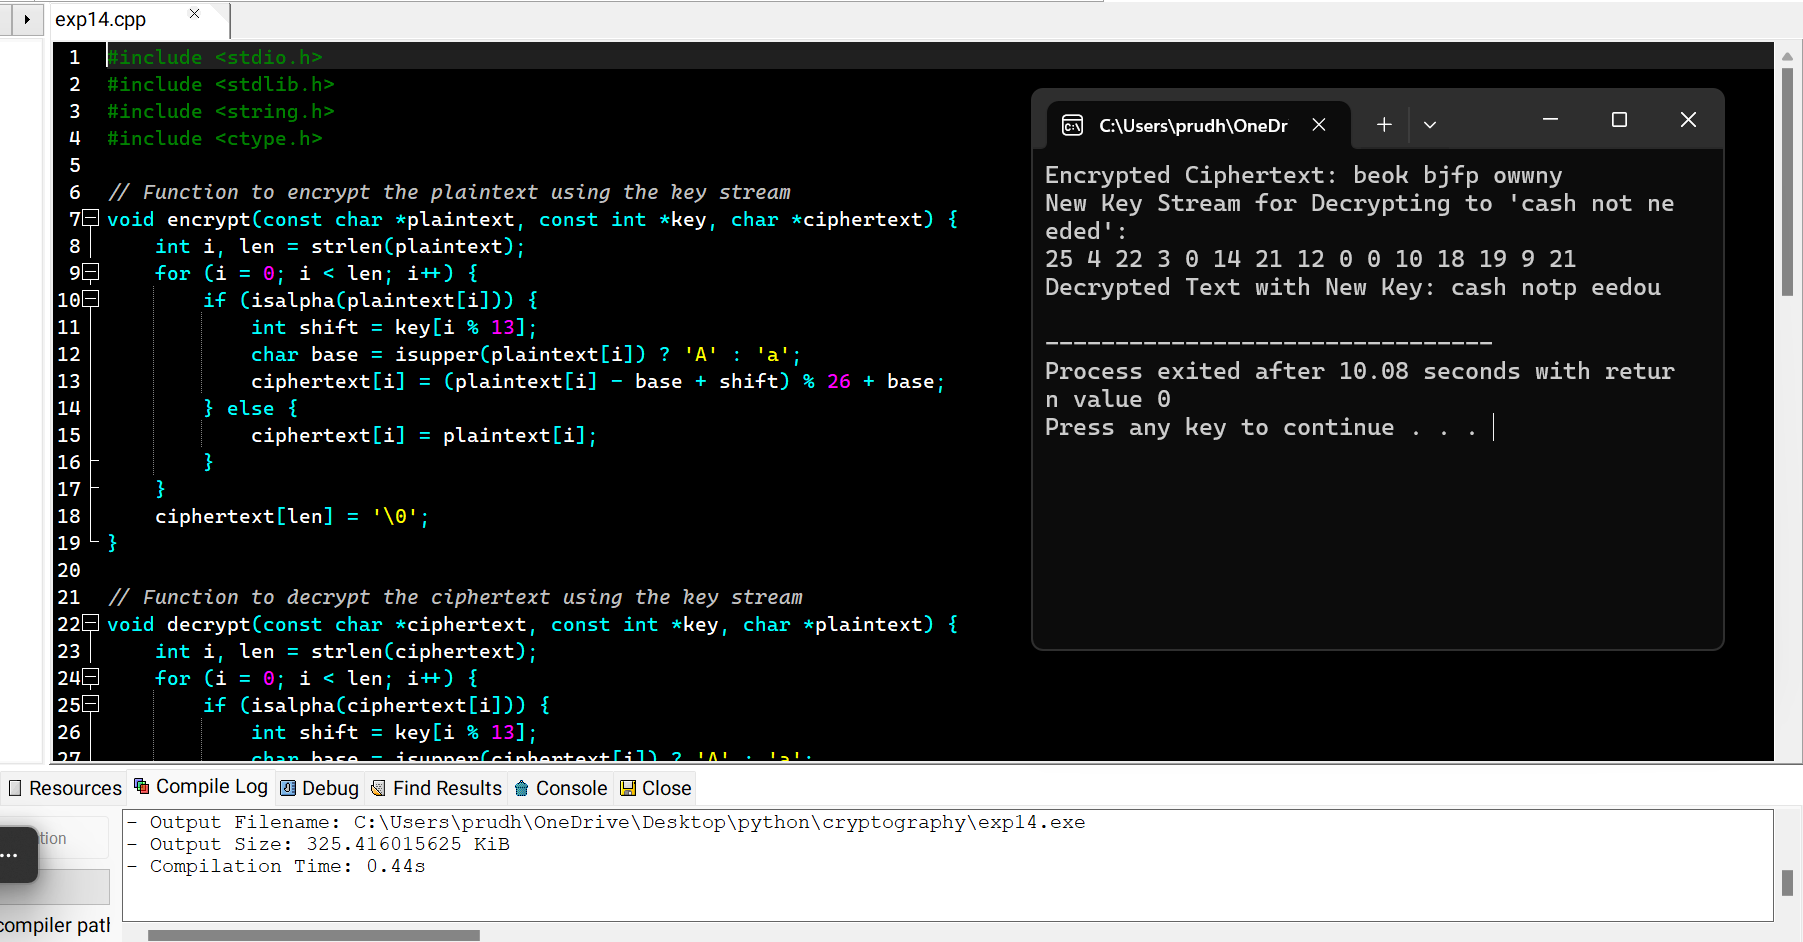 exp14.cpp
1 #include <stdio.h>
2 #include <stdlib.h>
3 #include <string.h>
4 #include <ctype.h>
5
6 // Function to encrypt the plaintext using the key stream
7 void encrypt(const char *plaintext, const int *key, char *ciphertext) {
8 int i, len = strlen(plaintext);
9 for (i = 0; i < len; i++) {
10 if (isalpha(plaintext[i])) {
11 int shift = key[i % 13];
12 char base = isupper(plaintext[i]) ? 'A' : 'a';
13 ciphertext[i] = (plaintext[i] - base + shift) % 26 + base;
14 } else {
15 ciphertext[i] = plaintext[i];
16 }
17 }
18 ciphertext[len] = '\0';
19 }
20
21 // Function to decrypt the ciphertext using the key stream
22 void decrypt(const char *ciphertext, const int *key, char *plaintext) {
23 int i, len = strlen(ciphertext);
24 for (i = 0; i < len; i++) {
25 if (isalpha(ciphertext[i])) {
26 int shift = key[i % 13];
27 char base = isupper(ciphertext[i]) ? 'A' : 'a';
C:\Users\prudh\OneDr
Encrypted Ciphertext: beok bjfp owwny
New Key Stream for Decrypting to 'cash not ne
eded':
25 4 22 3 0 14 21 12 0 0 10 18 19 9 21
Decrypted Text with New Key: cash notp eedou
--------------------------------
Process exited after 10.08 seconds with retur
n value 0
Press any key to continue . . .
Resources Compile Log Debug Find Results Console Close
- Output Filename: C:\Users\prudh\OneDrive\Desktop\python\cryptography\exp14.exe
- Output Size: 325.416015625 KiB
- Compilation Time: 0.44s